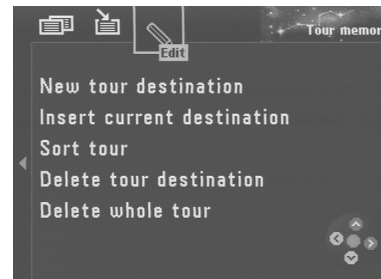 Edit
Tour memor
New tour destination
Insert current destination
Sort tour
Delete tour destination
Delete whole tour